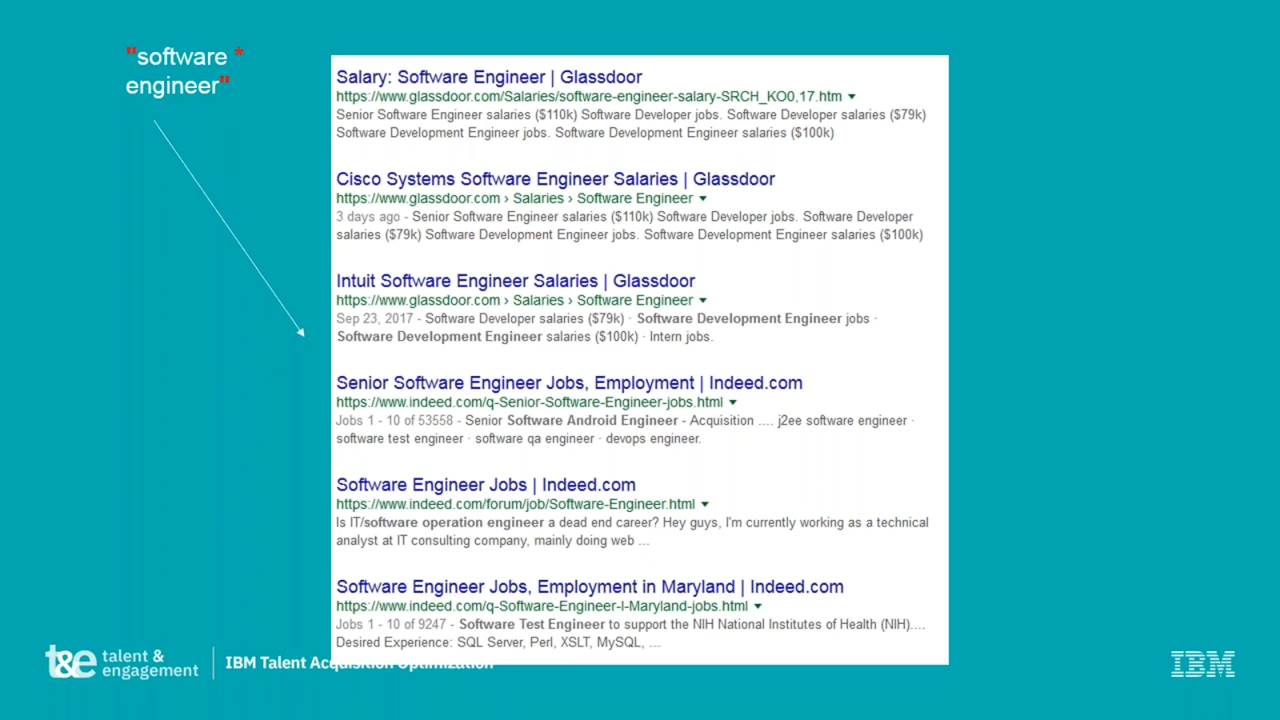 "software *
engineer"
Salary: Software Engineer | Glassdoor
https://www.glassdoor.com/Salaries/software-engineer-salary-SRCH_KO0,17.htm
Senior Software Engineer salaries ($110k) Software Developer jobs. Software Developer salaries ($79k)
Software Development Engineer jobs. Software Development Engineer salaries ($100k)
Cisco Systems Software Engineer Salaries | Glassdoor
https://www.glassdoor.com › Salaries › Software Engineer
3 days ago - Senior Software Engineer salaries ($110k) Software Developer jobs. Software Developer
salaries ($79k) Software Development Engineer jobs. Software Development Engineer salaries ($100k)
Intuit Software Engineer Salaries | Glassdoor
https://www.glassdoor.com › Salaries › Software Engineer
Sep 23, 2017 - Software Developer salaries ($79k) · Software Development Engineer jobs ·
Software Development Engineer salaries ($100k) · Intern jobs.
Senior Software Engineer Jobs, Employment | Indeed.com
https://www.indeed.com/q-Senior-Software-Engineer-jobs.html
Jobs 1 - 10 of 53558 - Senior Software Android Engineer - Acquisition .... j2ee software engineer ·
software test engineer · software qa engineer · devops engineer.
Software Engineer Jobs | Indeed.com
https://www.indeed.com/forum/job/Software-Engineer.html
Is IT/software operation engineer a dead end career? Hey guys, I'm currently working as a technical
analyst at IT consulting company, mainly doing web ...
Software Engineer Jobs, Employment in Maryland | Indeed.com
https://www.indeed.com/q-Software-Engineer-l-Maryland-jobs.html
Jobs 1 - 10 of 9247 - Software Test Engineer to support the NIH National Institutes of Health (NIH)....
Desired Experience: SQL Server, Perl, XSLT, MySQL, ...
t&e talent &
engagement
IBM Talent Acquisition Optimization
IBM